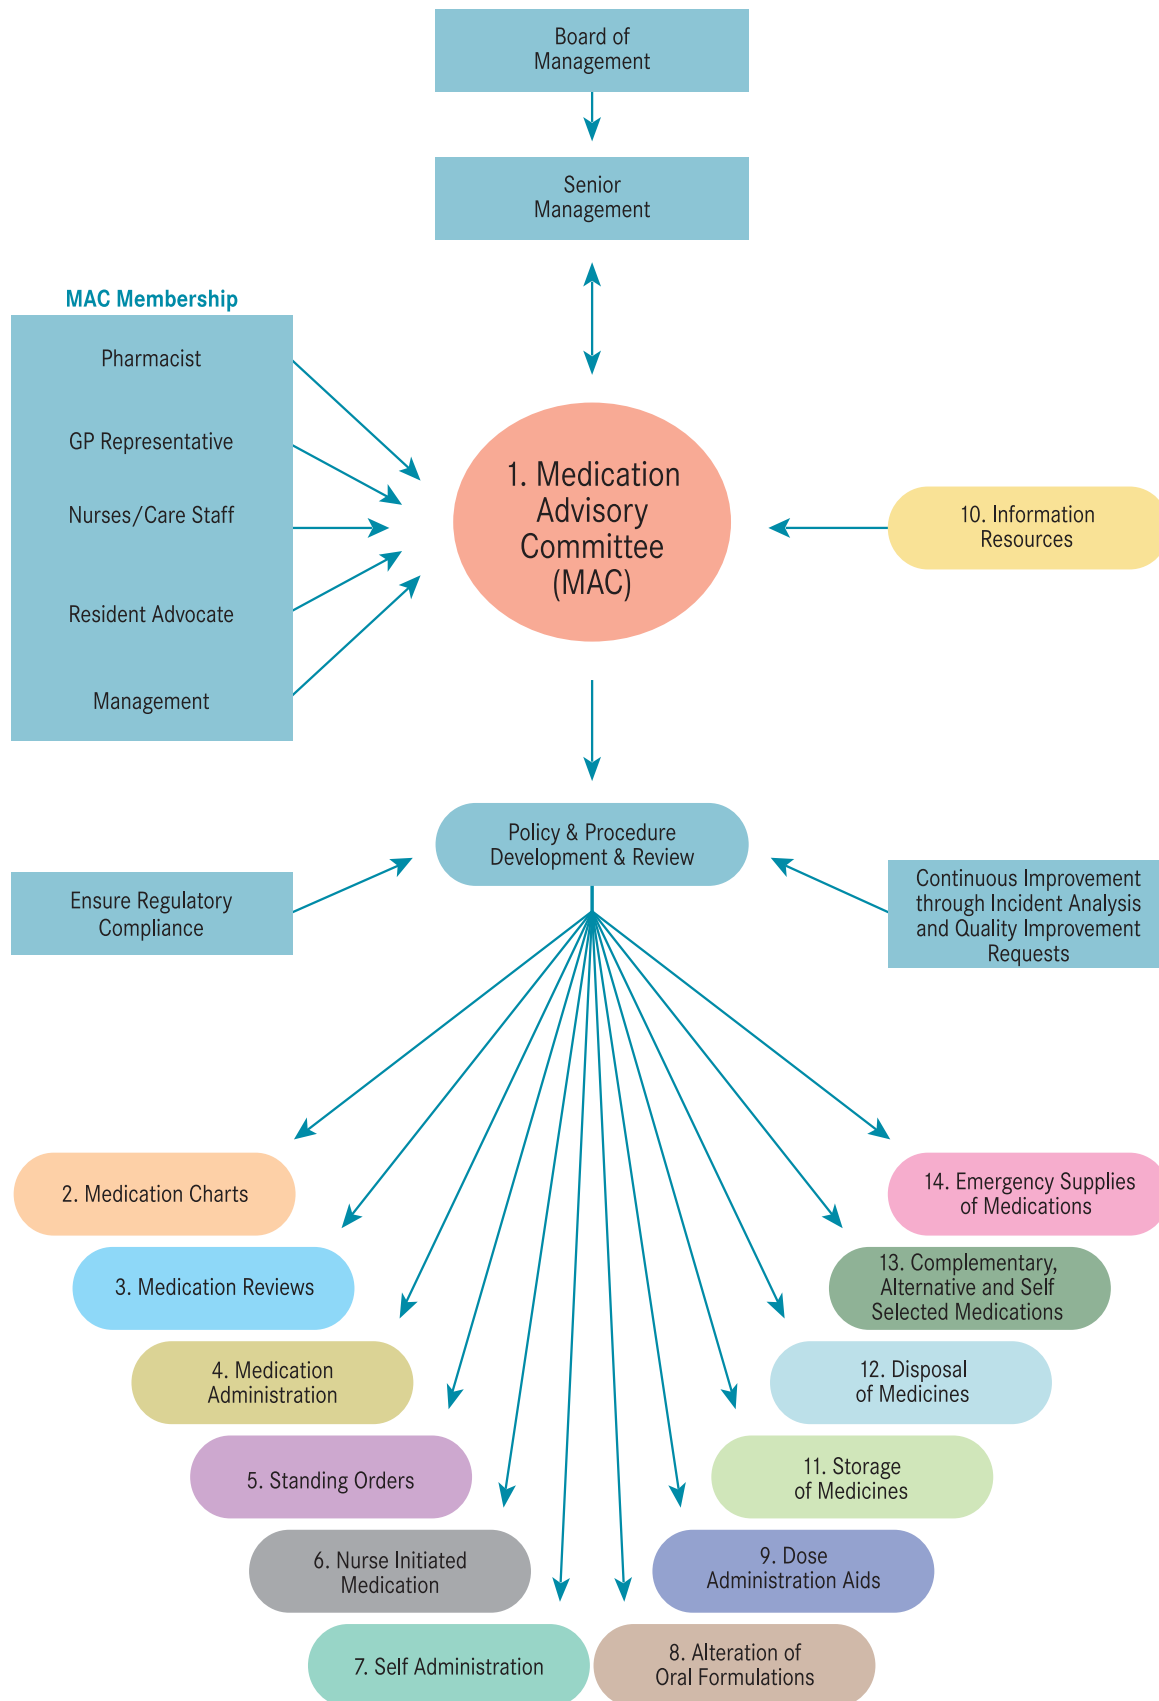 Board of
Management
Senior
Management
MAC Membership
Pharmacist
GP Representative
Nurses/Care Staff
Resident Advocate
Management
1. Medication
Advisory
Committee
(MAC)
10. Information
Resources
Policy & Procedure
Development & Review
Ensure Regulatory
Compliance
Continuous Improvement
through Incident Analysis
and Quality Improvement
Requests
2. Medication Charts
3. Medication Reviews
4. Medication
Administration
5. Standing Orders
6. Nurse Initiated
Medication
7. Self Administration
8. Alteration of
Oral Formulations
9. Dose
Administration Aids
11. Storage
of Medicines
12. Disposal
of Medicines
13. Complementary,
Alternative and Self
Selected Medications
14. Emergency Supplies
of Medications